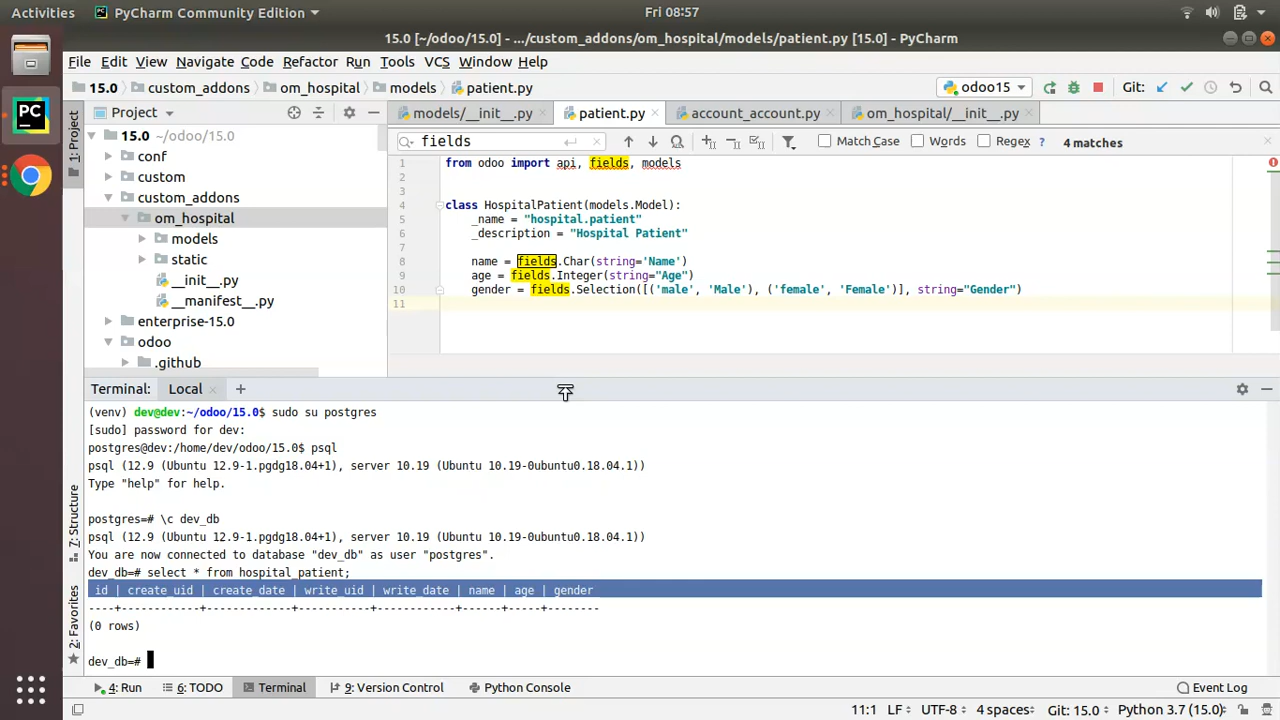 Activities PyCharm Community Edition Fri 08:57
15.0 [~/odoo/15.0] - .../custom_addons/om_hospital/models/patient.py [15.0] - PyCharm
File Edit View Navigate Code Refactor Run Tools VCS Window Help
15.0 custom_addons om_hospital models patient.py odoo15 Git:
1: Project
Project
models/__init__.py patient.py account_account.py om_hospital/__init__.py
fields Match Case Words Regex ? 4 matches
15.0 ~/odoo/15.0
conf
custom
custom_addons
om_hospital
models
static
__init__.py
__manifest__.py
enterprise-15.0
odoo
.github
1 from odoo import api, fields, models
2
3
4 class HospitalPatient(models.Model):
5 _name = "hospital.patient"
6 _description = "Hospital Patient"
7
8 name = fields.Char(string='Name')
9 age = fields.Integer(string="Age")
10 gender = fields.Selection([('male', 'Male'), ('female', 'Female')], string="Gender")
11
Terminal: Local +
(venv) dev@dev:~/odoo/15.0$ sudo su postgres
[sudo] password for dev:
postgres@dev:/home/dev/odoo/15.0$ psql
psql (12.9 (Ubuntu 12.9-1.pgdg18.04+1), server 10.19 (Ubuntu 10.19-0ubuntu0.18.04.1))
Type "help" for help.
postgres=# \c dev_db
psql (12.9 (Ubuntu 12.9-1.pgdg18.04+1), server 10.19 (Ubuntu 10.19-0ubuntu0.18.04.1))
You are now connected to database "dev_db" as user "postgres".
dev_db=# select * from hospital_patient;
id | create_uid | create_date | write_uid | write_date | name | age | gender
----+------------+-------------+-----------+------------+------+-----+--------
(0 rows)
dev_db=#
7: Structure
2: Favorites
4: Run 6: TODO Terminal 9: Version Control Python Console Event Log
11:1 LF UTF-8 4 spaces Git: 15.0 Python 3.7 (15.0)